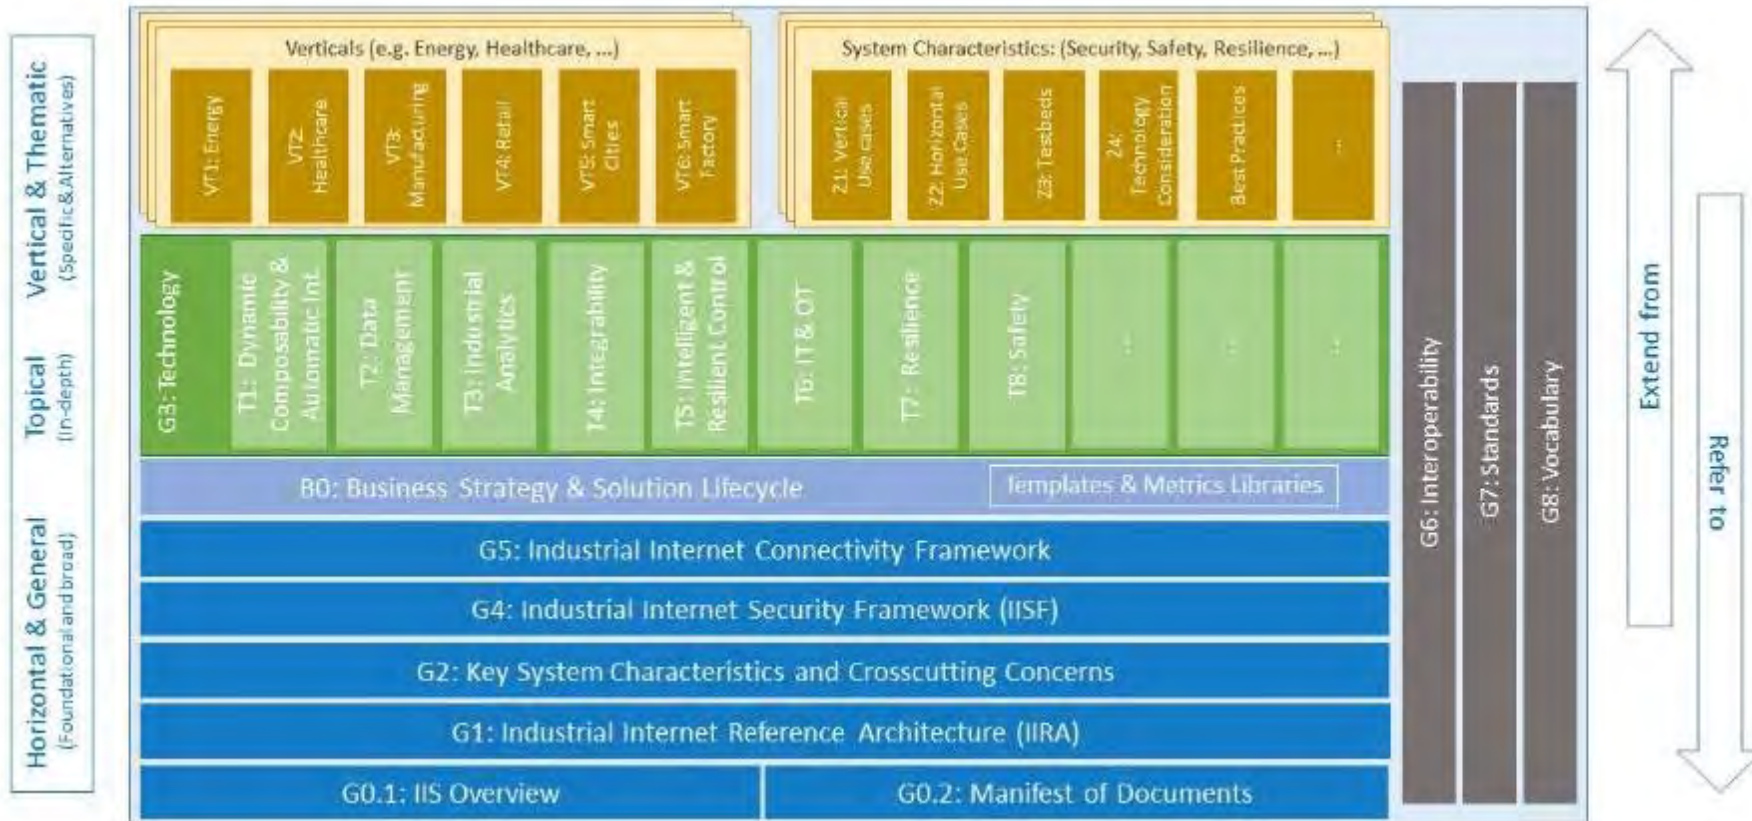 Vertical & Thematic
(Specific & Alternatives)
Topical
(In-depth)
Horizontal & General
(Foundational and broad)
Verticals (e.g. Energy, Healthcare, ...)
VT1: Energy
VT2:
Healthcare
VT3:
Manufacturing
VT4: Retail
VT5: Smart
Cities
VT6: Smart
Factory
System Characteristics: (Security, Safety, Resilience, ...)
Z1: Vertical
Use cases
Z2: Horizontal
Use Cases
Z3: Testbeds
Z4:
Technology
Consideration
Best Practices
...
G3: Technology
T1: Dynamic
Composability &
Automatic Int.
T2: Data
Management
T3: Industrial
Analytics
T4: Integrability
T5: Intelligent &
Resilient Control
T6: IT & OT
T7: Resilience
T8: Safety
...
...
...
B0: Business Strategy & Solution Lifecycle
Templates & Metrics Libraries
G5: Industrial Internet Connectivity Framework
G4: Industrial Internet Security Framework (IISF)
G2: Key System Characteristics and Crosscutting Concerns
G1: Industrial Internet Reference Architecture (IIRA)
G0.1: IIS Overview
G0.2: Manifest of Documents
G6: Interoperability
G7: Standards
G8: Vocabulary
Extend from
Refer to